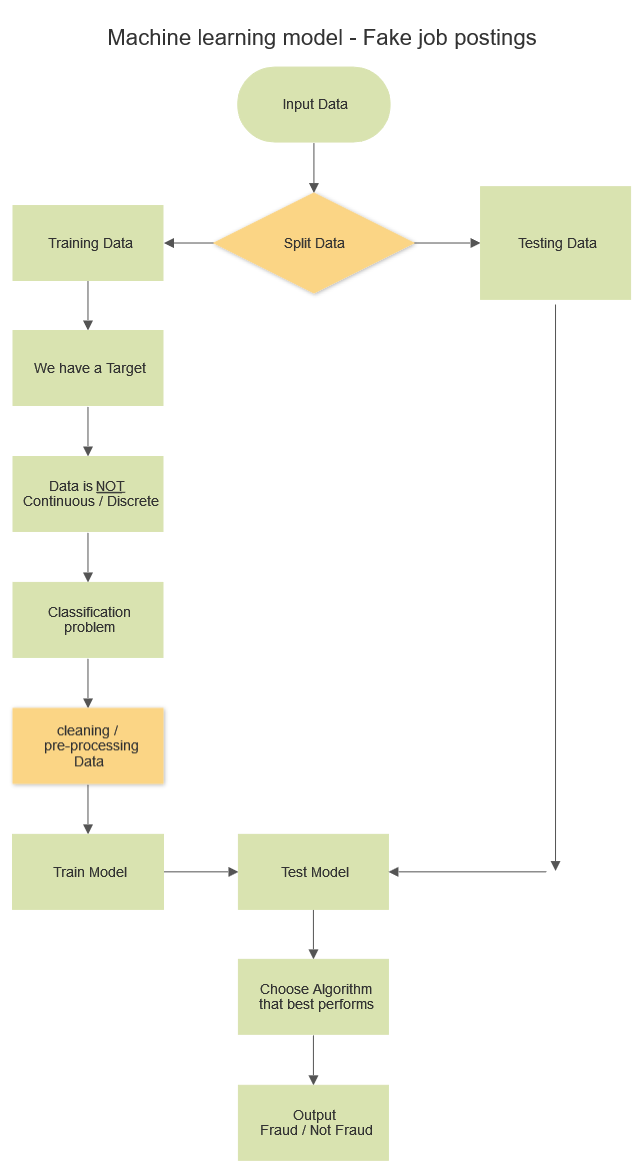 Machine learning model - Fake job postings
Input Data
Training Data
Split Data
Testing Data
We have a Target
Data is NOT
Continuous / Discrete
Classification
problem
cleaning /
pre-processing
Data
Train Model
Test Model
Choose Algorithm
that best performs
Output
Fraud / Not Fraud